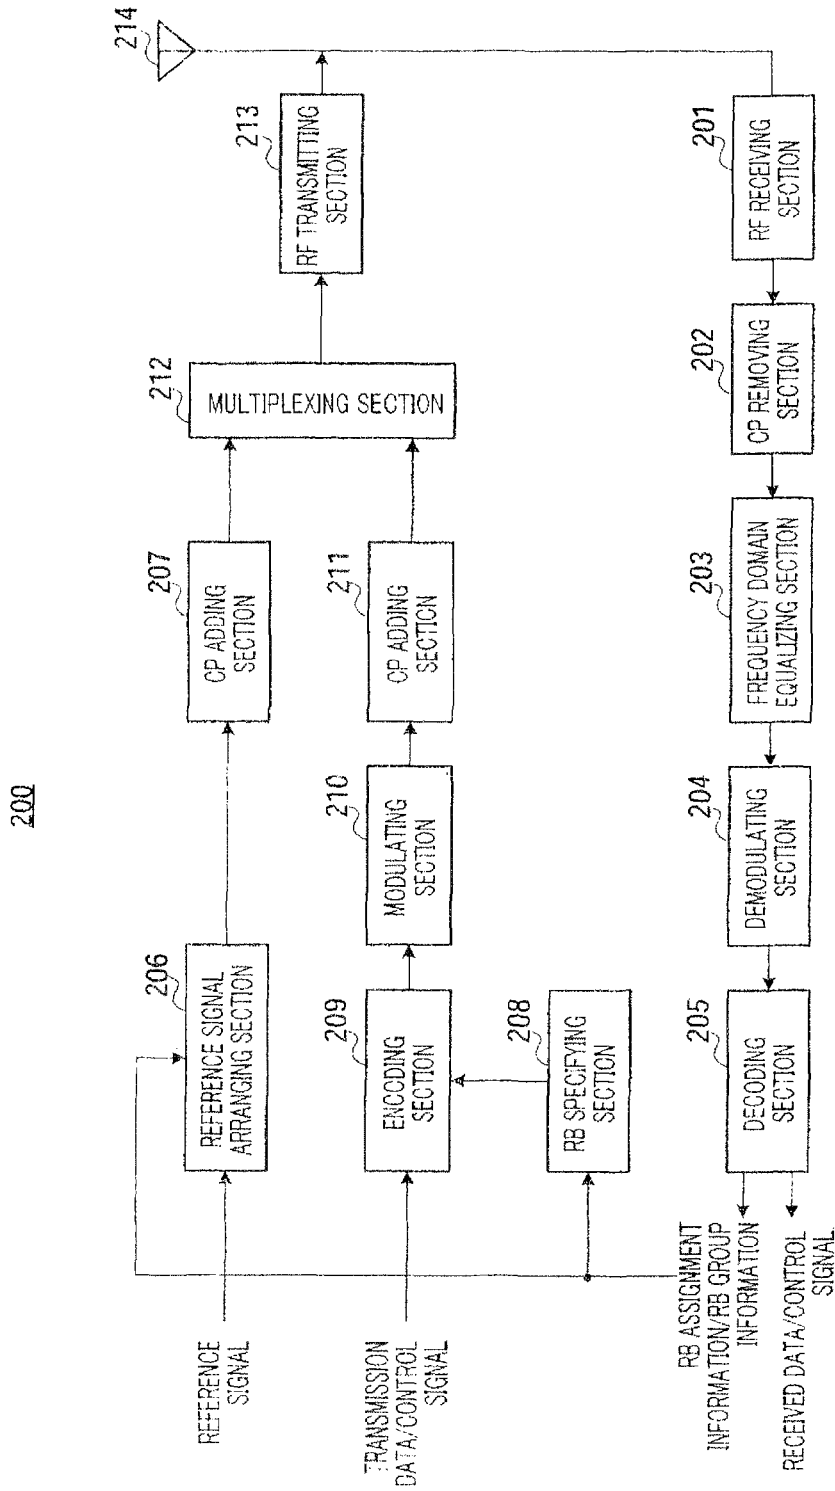 200
214
213
RF TRANSMITTING
SECTION
212
MULTIPLEXING SECTION
207
CP ADDING
SECTION
211
CP ADDING
SECTION
210
MODULATING
SECTION
206
REFERENCE SIGNAL
ARRANGING SECTION
209
ENCODING
SECTION
208
RB SPECIFYING
SECTION
REFERENCE
SIGNAL
TRANSMISSION
DATA/CONTROL
SIGNAL
201
RF RECEIVING
SECTION
202
CP REMOVING
SECTION
203
FREQUENCY DOMAIN
EQUALIZING SECTION
204
DEMODULATING
SECTION
205
DECODING
SECTION
RB ASSIGNMENT
INFORMATION/RB GROUP
INFORMATION
RECEIVED DATA/CONTROL
SIGNAL